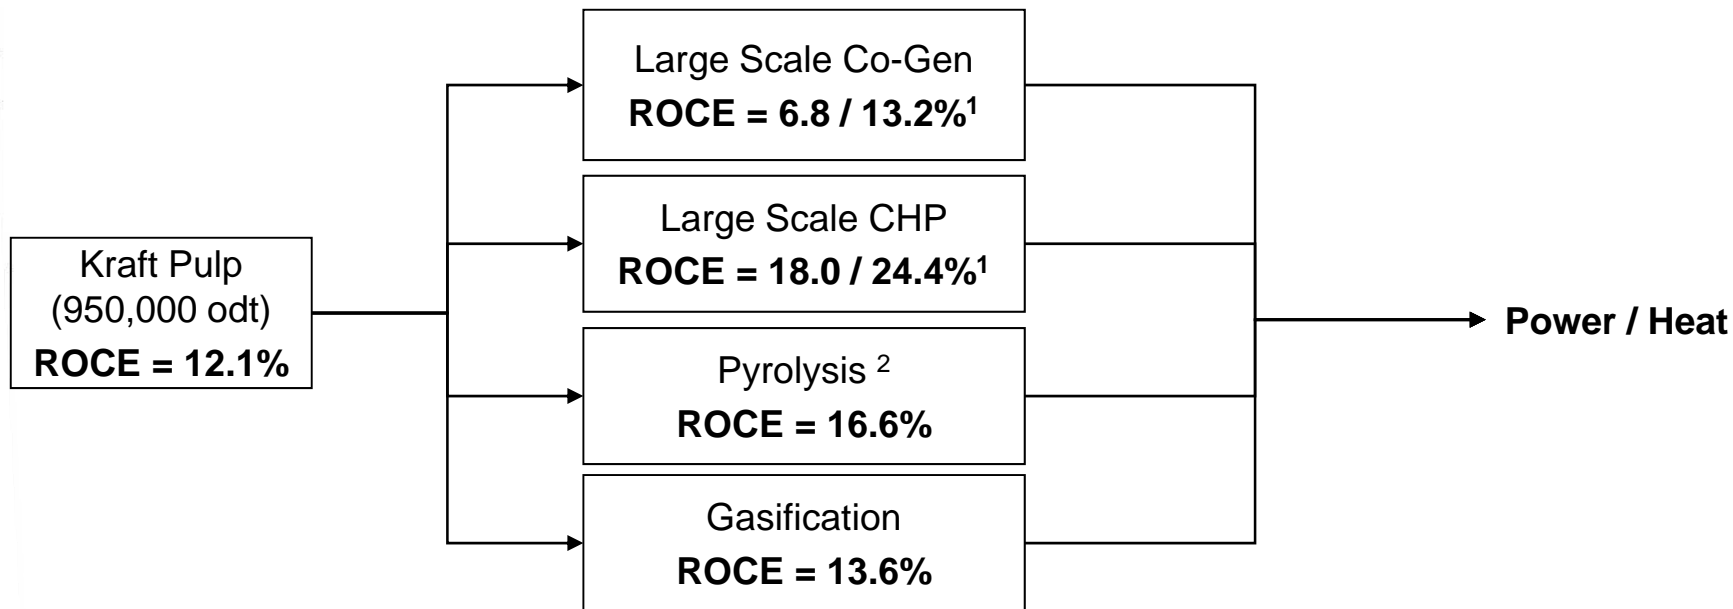 Large Scale Co-Gen
ROCE = 6.8 / 13.2%¹
Large Scale CHP
ROCE = 18.0 / 24.4%¹
Kraft Pulp
(950,000 odt)
ROCE = 12.1%
Pyrolysis ²
ROCE = 16.6%
Gasification
ROCE = 13.6%
Power / Heat